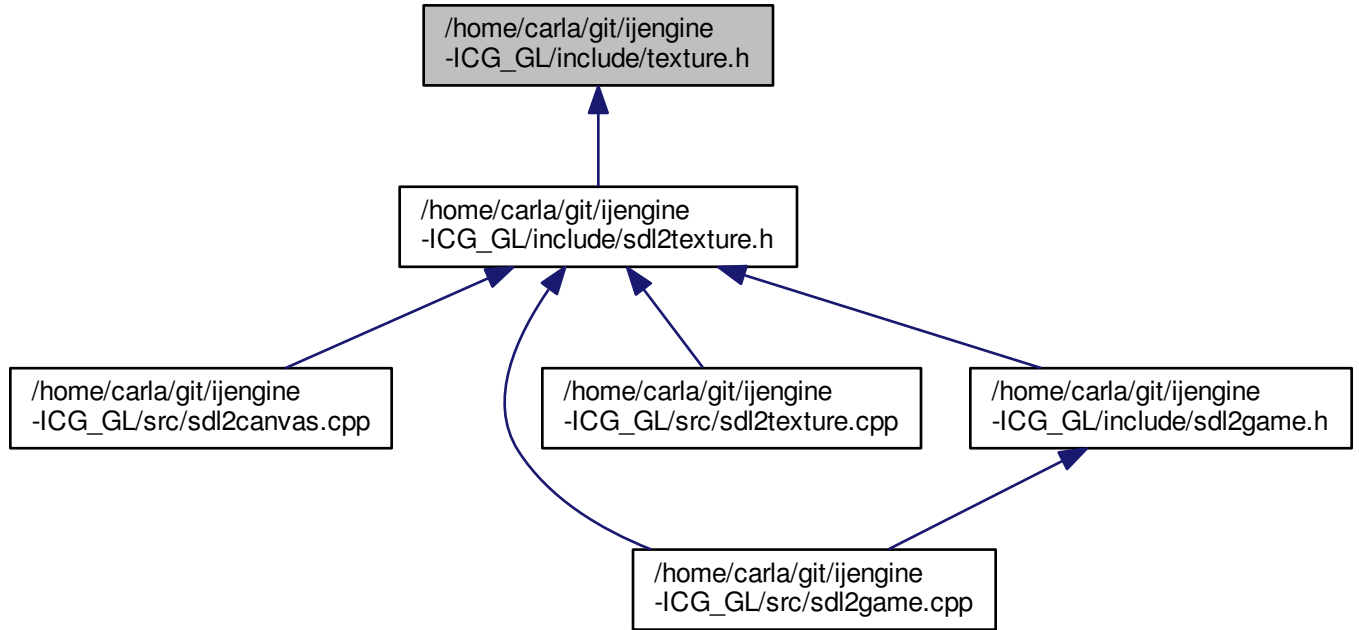 /home/carla/git/ijengine
-ICG_GL/include/texture.h
/home/carla/git/ijengine
-ICG_GL/include/sdl2texture.h
/home/carla/git/ijengine
-ICG_GL/src/sdl2canvas.cpp
/home/carla/git/ijengine
-ICG_GL/src/sdl2texture.cpp
/home/carla/git/ijengine
-ICG_GL/include/sdl2game.h
/home/carla/git/ijengine
-ICG_GL/src/sdl2game.cpp